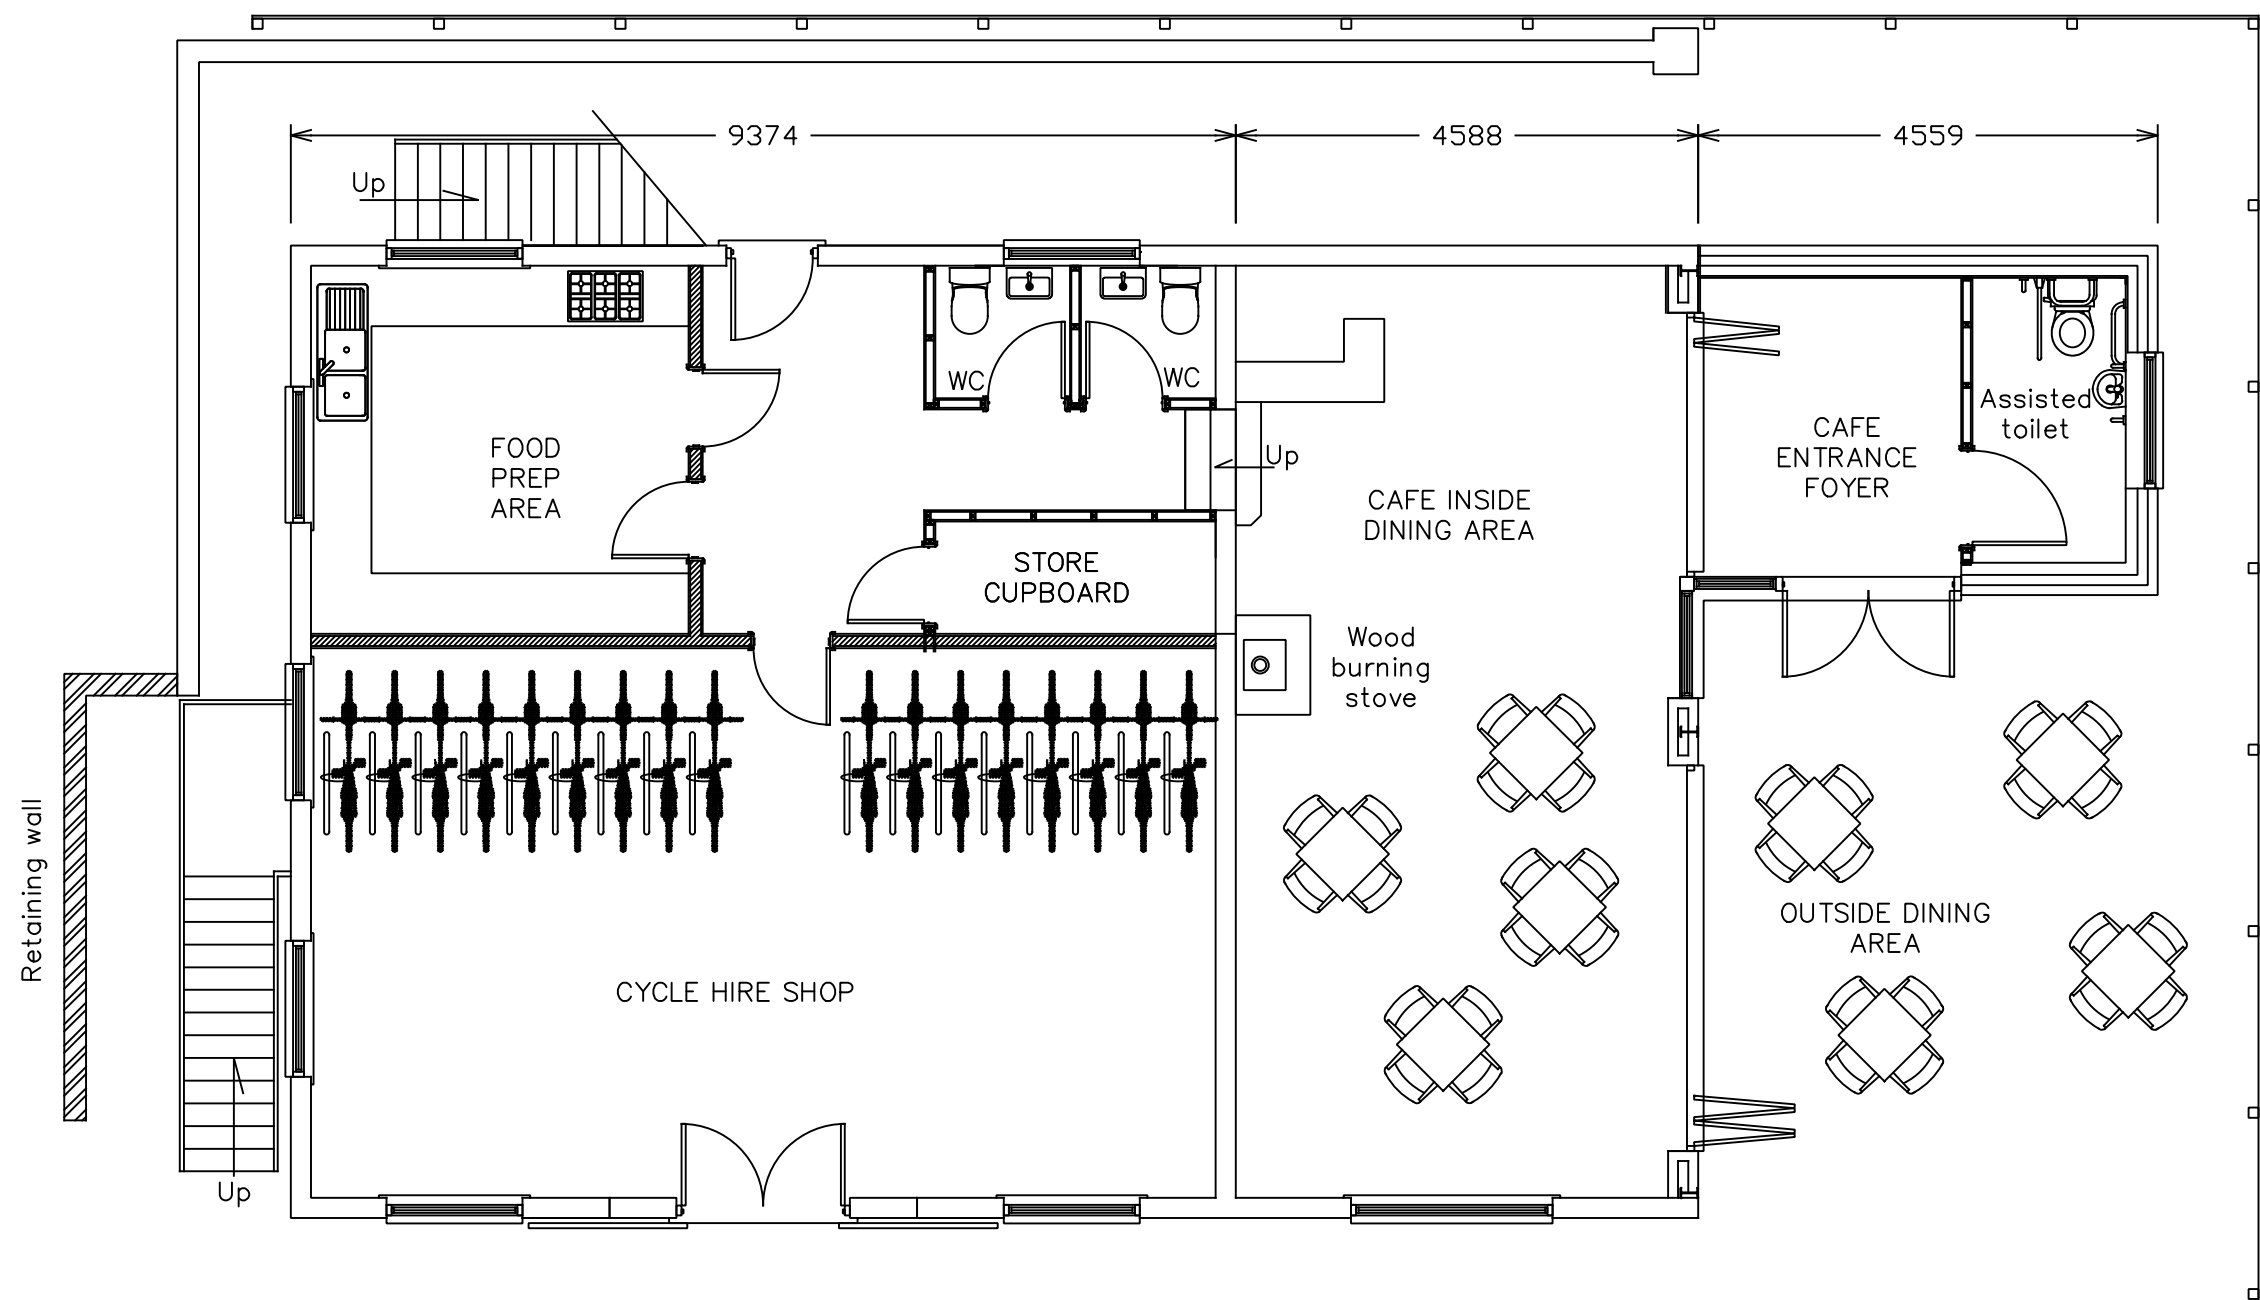 9374
4588
4559
Up
WC
WC
FOOD
PREP
AREA
Up
CAFE INSIDE
DINING AREA
CAFE
ENTRANCE
FOYER
Assisted
toilet
STORE
CUPBOARD
Wood
burning
stove
Retaining wall
CYCLE HIRE SHOP
OUTSIDE DINING
AREA
Up